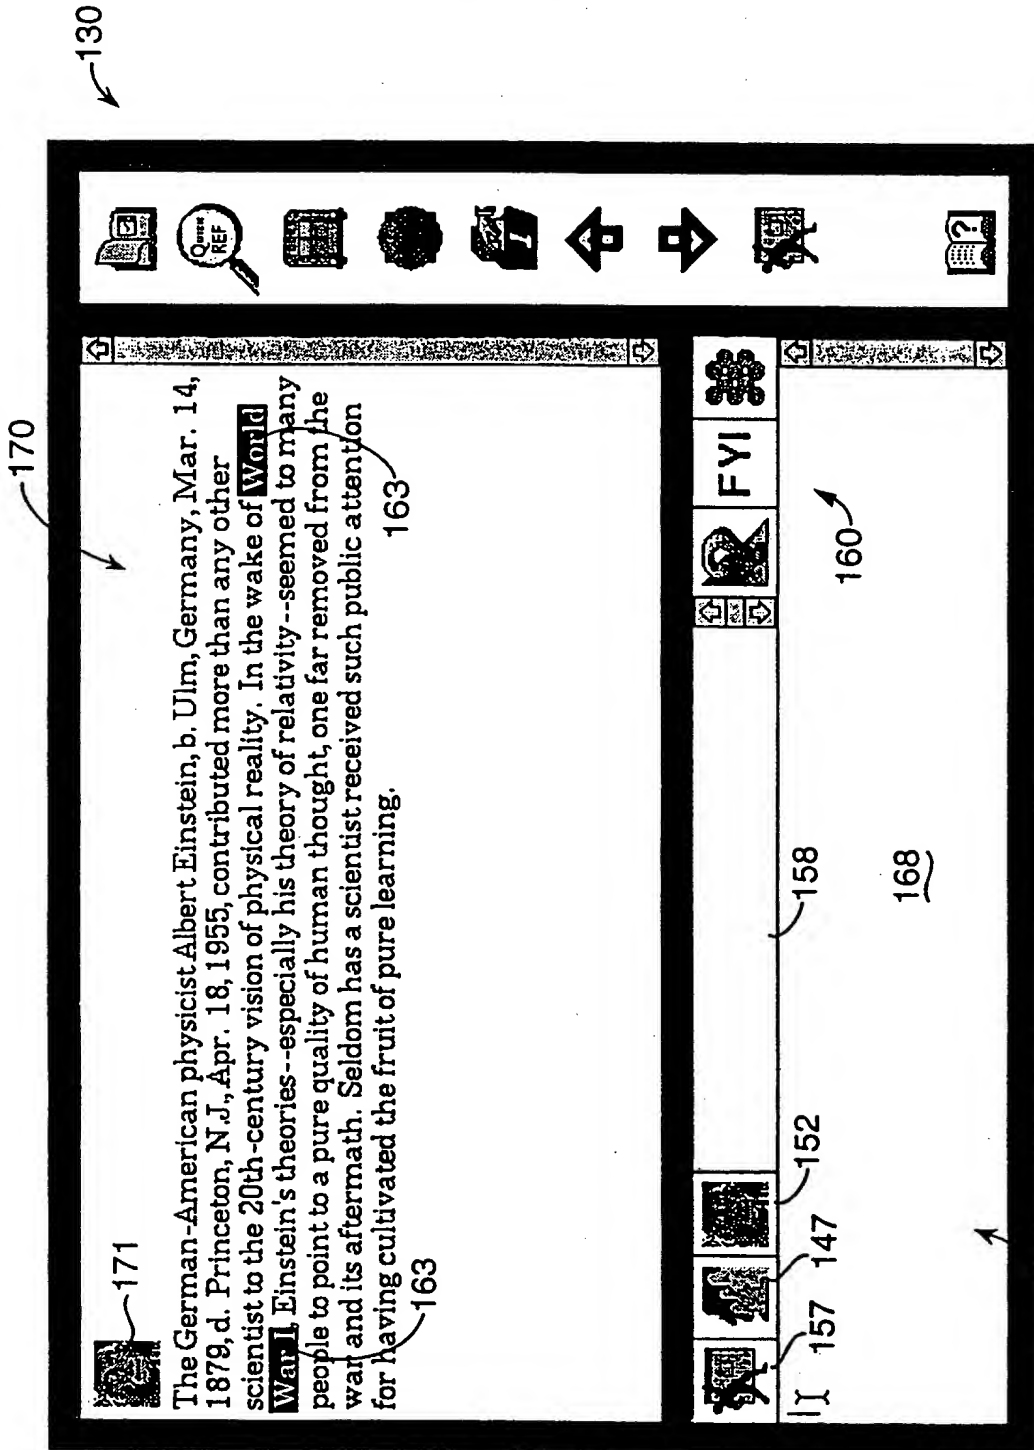 130
170
171
The German-American physicist Albert Einstein, b. Ulm, Germany, Mar. 14,
1879, d. Princeton, N.J., Apr. 18, 1955, contributed more than any other
scientist to the 20th-century vision of physical reality. In the wake of World
War I, Einstein's theories--especially his theory of relativity--seemed to many
people to point to a pure quality of human thought, one far removed from the
war and its aftermath. Seldom has a scientist received such public attention
for having cultivated the fruit of pure learning.
163
163
QUICK
REF
I
?
FYI
157
147
152
158
160
168